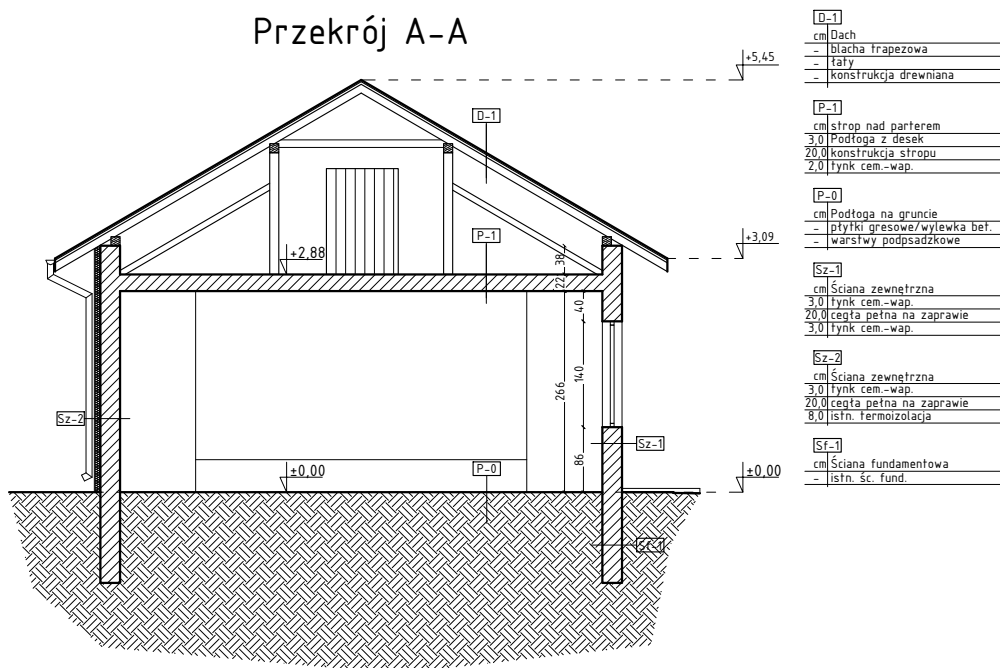 Przekrój A-A
+5,45
D-1
P-1
+2,88
+3,09
38
22
40
140
266
86
Sz-2
Sz-1
P-0
±0,00
±0,00
Sf-1
D-1
cm Dach
- blacha trapezowa
- łaty
- konstrukcja drewniana
P-1
cm strop nad parterem
3,0 Podłoga z desek
20,0 konstrukcja stropu
2,0 tynk cem.-wap.
P-0
cm Podłoga na gruncie
- płytki gresowe/wylewka bet.
- warstwy podpsadzkowe
Sz-1
cm Ściana zewnętrzna
3,0 tynk cem.-wap.
20,0 cegła pełna na zaprawie
3,0 tynk cem.-wap.
Sz-2
cm Ściana zewnętrzna
3,0 tynk cem.-wap.
20,0 cegła pełna na zaprawie
8,0 istn. termoizolacja
Sf-1
cm Ściana fundamentowa
- istn. śc. fund.